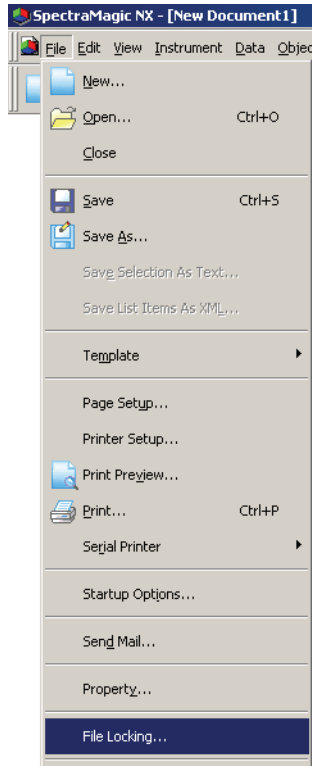 SpectraMagic NX - [New Document1]
File Edit View Instrument Data Objec
New...
Open... Ctrl+O
Close
Save Ctrl+S
Save As...
Save Selection As Text...
Save List Items As XML...
Template
Page Setup...
Printer Setup...
Print Preview...
Print... Ctrl+P
Serial Printer
Startup Options...
Send Mail...
Property...
File Locking...